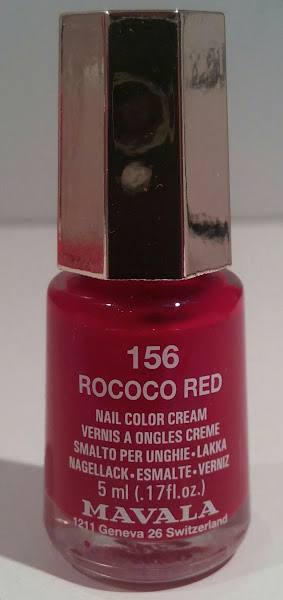 156
ROCOCO RED
NAIL COLOR CREAM
VERNIS A ONGLES CREME
SMALTO PER UNGHIE•LAKKA
NAGELLACK•ESMALTE•VERNIZ
5 ml (.17fl.oz.)
MAVALA
1211 Geneva 26 Switzerland